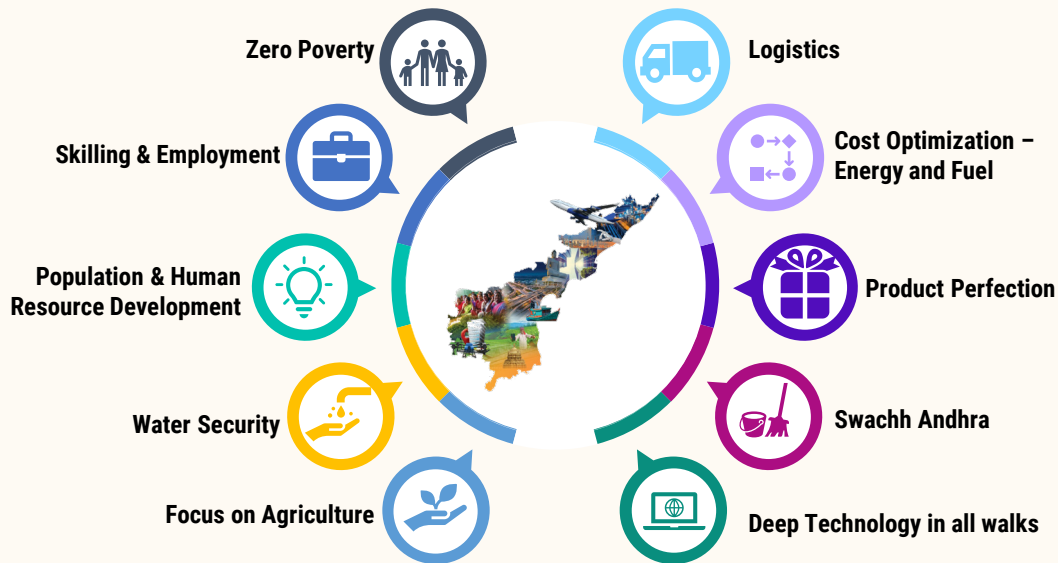 Zero Poverty
Skilling & Employment
Population & Human
Resource Development
Water Security
Focus on Agriculture
Logistics
Cost Optimization –
Energy and Fuel
Product Perfection
Swachh Andhra
Deep Technology in all walks